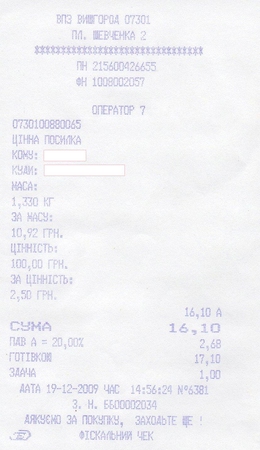 ВПЗ ВИШГОРОД 07301
ПЛ. ШЕВЧЕНКА 2
********************************
ПН 215600426655
ФН 1008002057
ОПЕРАТОР 7
0730100880065
ЦІННА ПОСИЛКА
КОМУ:
КУДИ:
МАСА:
1,330 КГ
ЗА МАСУ:
10,92 ГРН.
ЦІННІСТЬ:
100,00 ГРН.
ЗА ЦІННІСТЬ:
2,50 ГРН.
16,10 А
СУМА 16,10
ПДВ А = 20,00% 2,68
ГОТІВКОЮ 17,10
ЗДАЧА 1,00
ДАТА 19-12-2009 ЧАС 14:56:24 №6381
З. Н. ББ00002034
ДЯКУЄМО ЗА ПОКУПКУ, ЗАХОДЬТЕ ЩЕ !
ФІСКАЛЬНИЙ ЧЕК